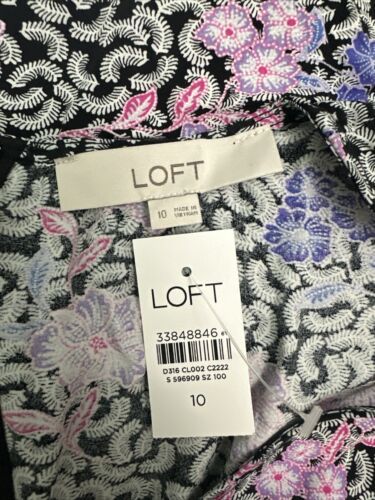 LOFT
10
MADE IN
VIETNAM
LOFT
33848846
D316 CL002 C2222
S 596909 SZ 100
10